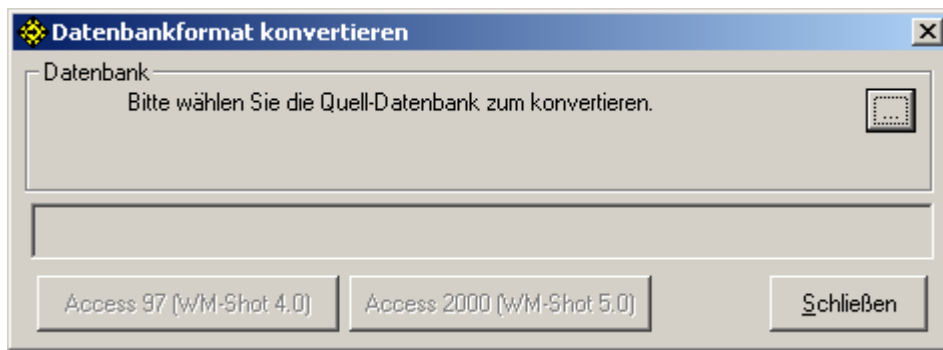 Datenbankformat konvertieren
Datenbank
Bitte wählen Sie die Quell-Datenbank zum konvertieren.
...
Access 97 (WM-Shot 4.0)
Access 2000 (WM-Shot 5.0)
Schließen